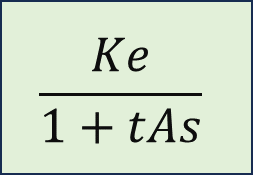 Ke
1 + tAs